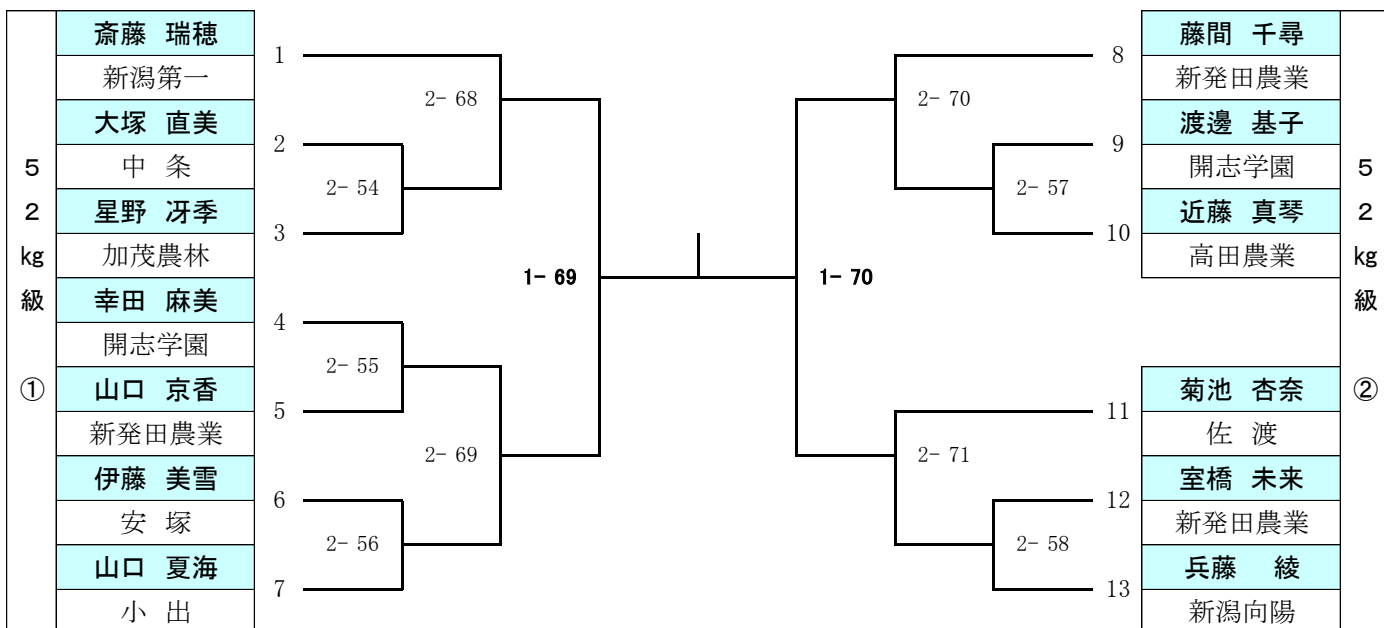 5
2
kg
級
①
斎藤 瑞穂
新潟第一
大塚 直美
中 条
星野 冴季
加茂農林
幸田 麻美
開志学園
山口 京香
新発田農業
伊藤 美雪
安 塚
山口 夏海
小 出
1
2
3
4
5
6
7
2- 68
2- 54
2- 55
2- 69
2- 56
1- 69
1- 70
2- 70
2- 57
2- 71
2- 58
8
9
10
11
12
13
藤間 千尋
新発田農業
渡邊 基子
開志学園
近藤 真琴
高田農業
菊池 杏奈
佐 渡
室橋 未来
新発田農業
兵藤 綾
新潟向陽
5
2
kg
級
②